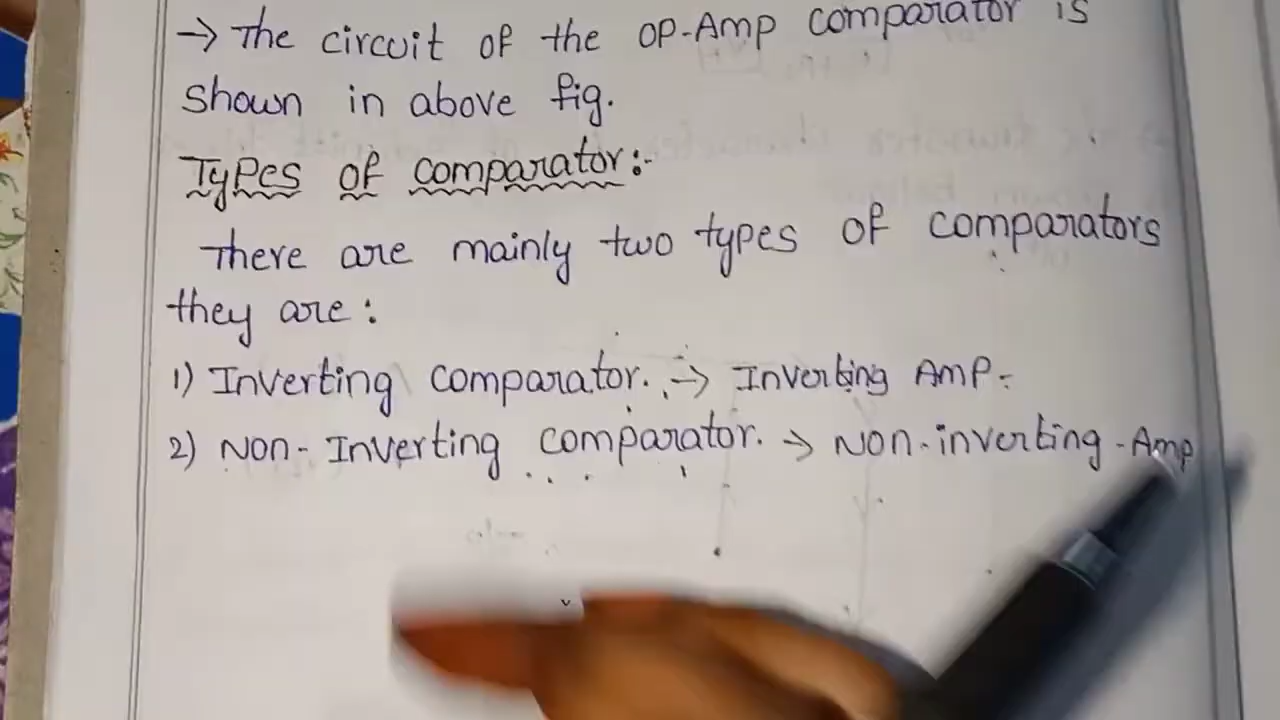 → The circuit of the OP-Amp comparator is
shown in above fig.
Types of comparator:-
There are mainly two types of comparators
they are:
1) Inverting comparator. → Inverting Amp.
2) Non-Inverting comparator. → Non-inverting-Amp